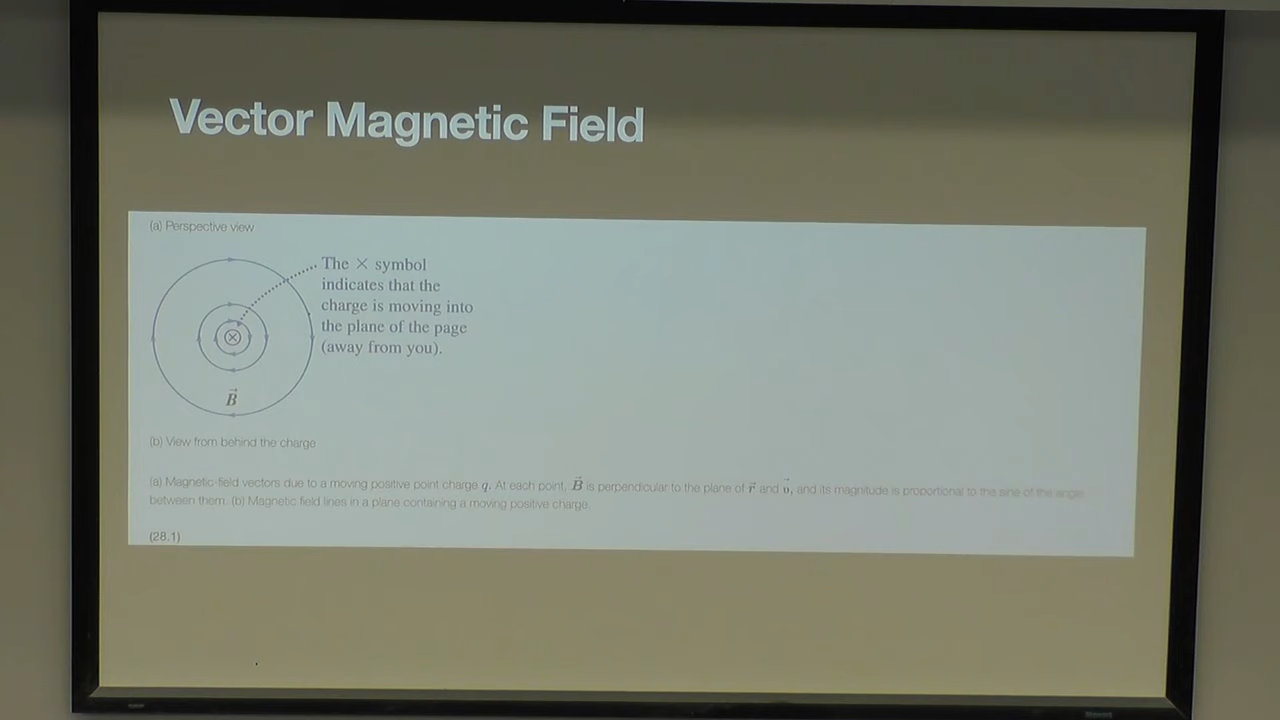 Vector Magnetic Field
(a) Perspective view
The × symbol
indicates that the
charge is moving into
the plane of the page
(away from you).
B⃗
(b) View from behind the charge
(a) Magnetic-field vectors due to a moving positive point charge q. At each point, B⃗ is perpendicular to the plane of r⃗ and υ⃗, and its magnitude is proportional to the sine of the angle
between them. (b) Magnetic field lines in a plane containing a moving positive charge.
(28.1)